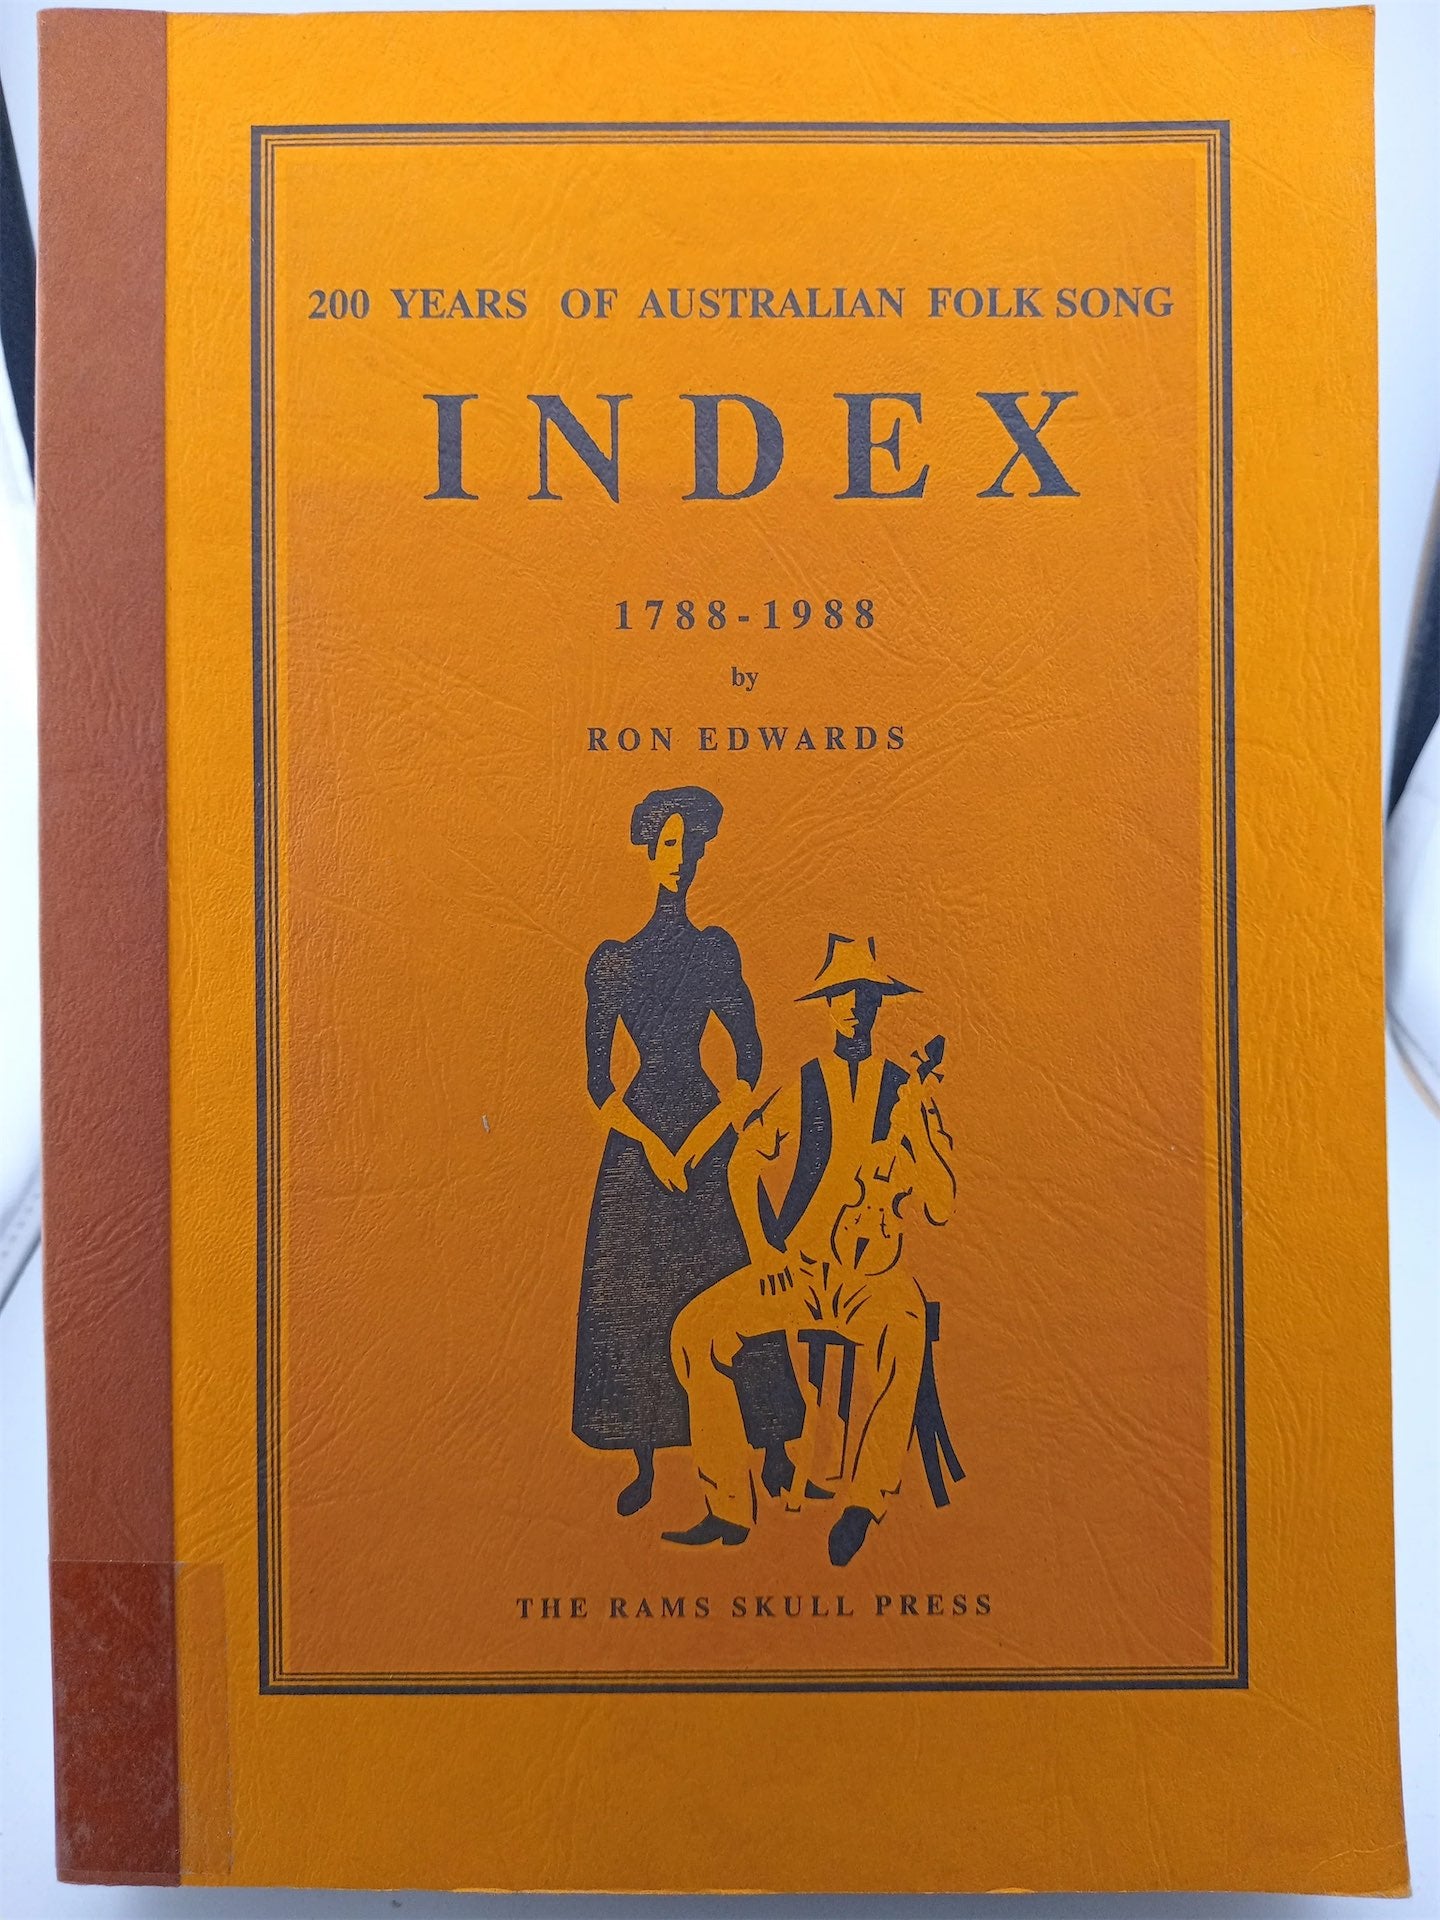 200 YEARS OF AUSTRALIAN FOLK SONG
INDEX
1788-1988
by
RON EDWARDS
THE RAMS SKULL PRESS